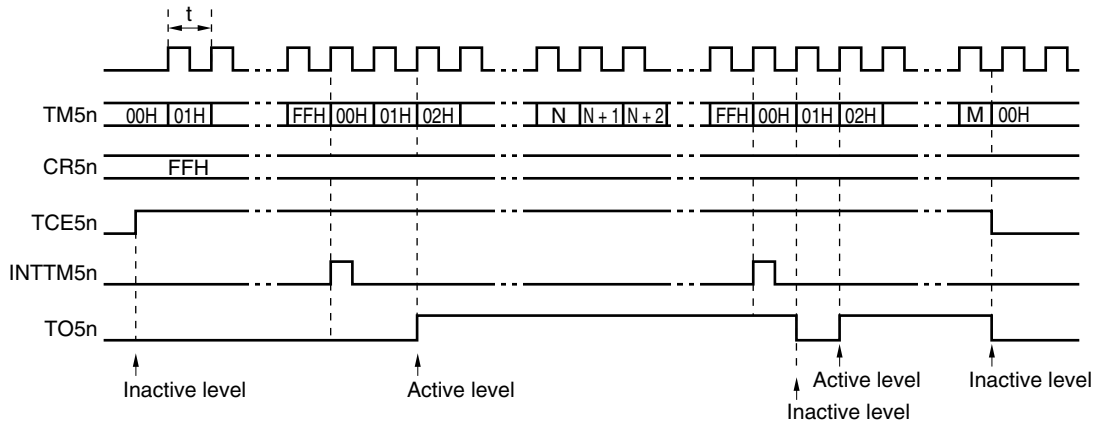 t
TM5n 00H 01H FFH 00H 01H 02H N N + 1 N + 2 FFH 00H 01H 02H M 00H
CR5n FFH
TCE5n
INTTM5n
TO5n
Inactive level Active level Active level Inactive level
Inactive level